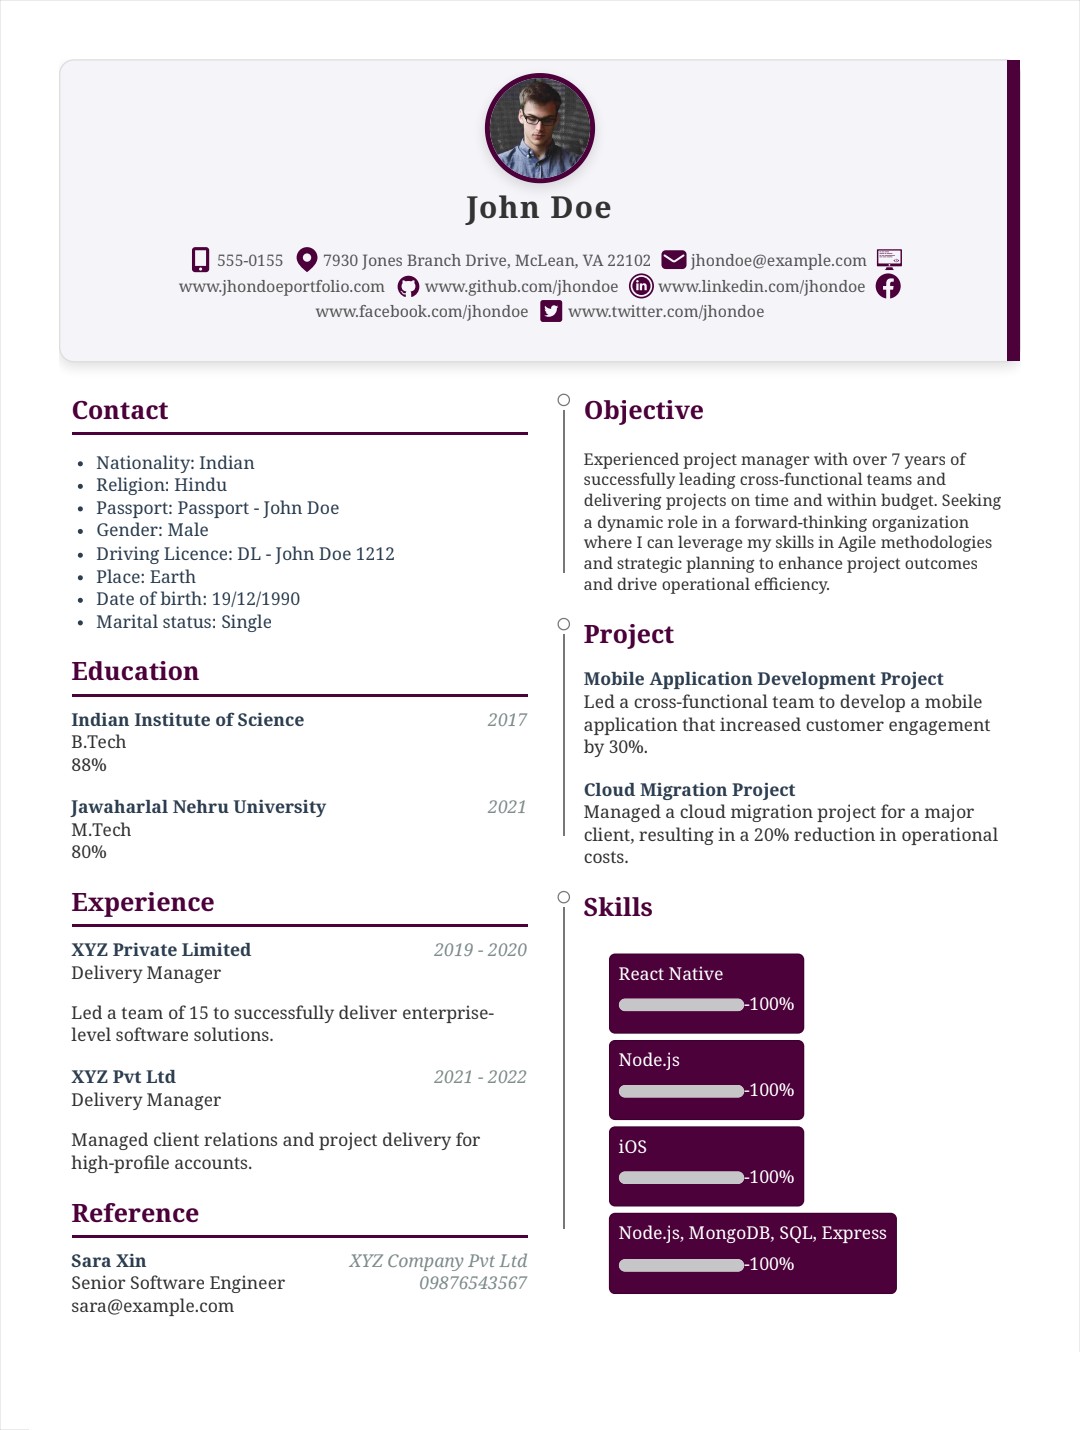 John Doe
555-0155 7930 Jones Branch Drive, McLean, VA 22102 jhondoe@example.com
www.jhondoeportfolio.com www.github.com/jhondoe www.linkedin.com/jhondoe
www.facebook.com/jhondoe www.twitter.com/jhondoe
Contact
• Nationality: Indian
• Religion: Hindu
• Passport: Passport - John Doe
• Gender: Male
• Driving Licence: DL - John Doe 1212
• Place: Earth
• Date of birth: 19/12/1990
• Marital status: Single
Education
Indian Institute of Science 2017
B.Tech
88%
Jawaharlal Nehru University 2021
M.Tech
80%
Experience
XYZ Private Limited 2019 - 2020
Delivery Manager
Led a team of 15 to successfully deliver enterprise-
level software solutions.
XYZ Pvt Ltd 2021 - 2022
Delivery Manager
Managed client relations and project delivery for
high-profile accounts.
Reference
Sara Xin XYZ Company Pvt Ltd
Senior Software Engineer 09876543567
sara@example.com
Objective
Experienced project manager with over 7 years of
successfully leading cross-functional teams and
delivering projects on time and within budget. Seeking
a dynamic role in a forward-thinking organization
where I can leverage my skills in Agile methodologies
and strategic planning to enhance project outcomes
and drive operational efficiency.
Project
Mobile Application Development Project
Led a cross-functional team to develop a mobile
application that increased customer engagement
by 30%.
Cloud Migration Project
Managed a cloud migration project for a major
client, resulting in a 20% reduction in operational
costs.
Skills
React Native
-100%
Node.js
-100%
iOS
-100%
Node.js, MongoDB, SQL, Express
-100%